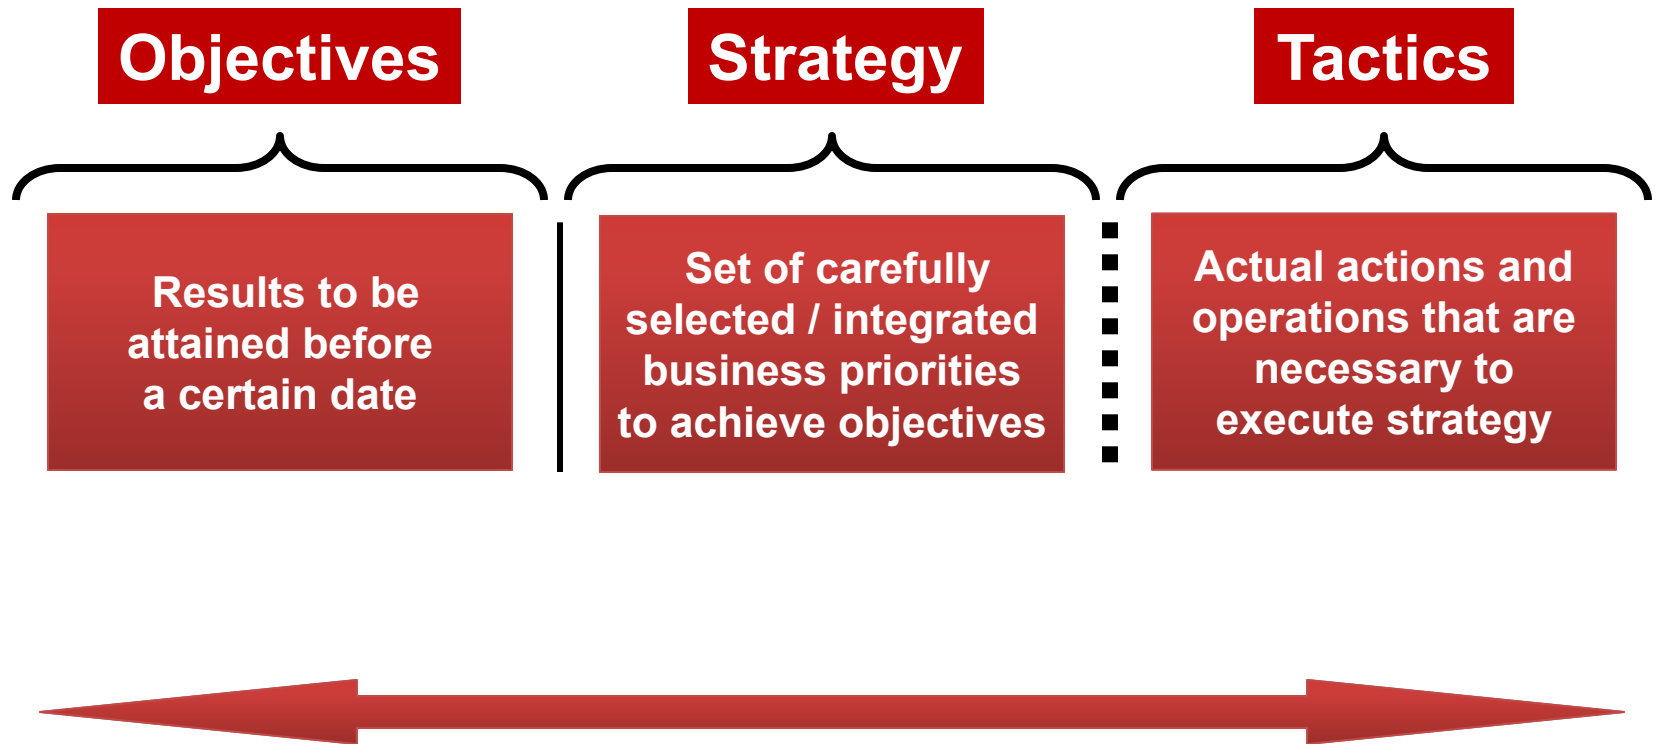 Objectives
Strategy
Tactics
Results to be
attained before
a certain date
Set of carefully
selected / integrated
business priorities
to achieve objectives
Actual actions and
operations that are
necessary to
execute strategy